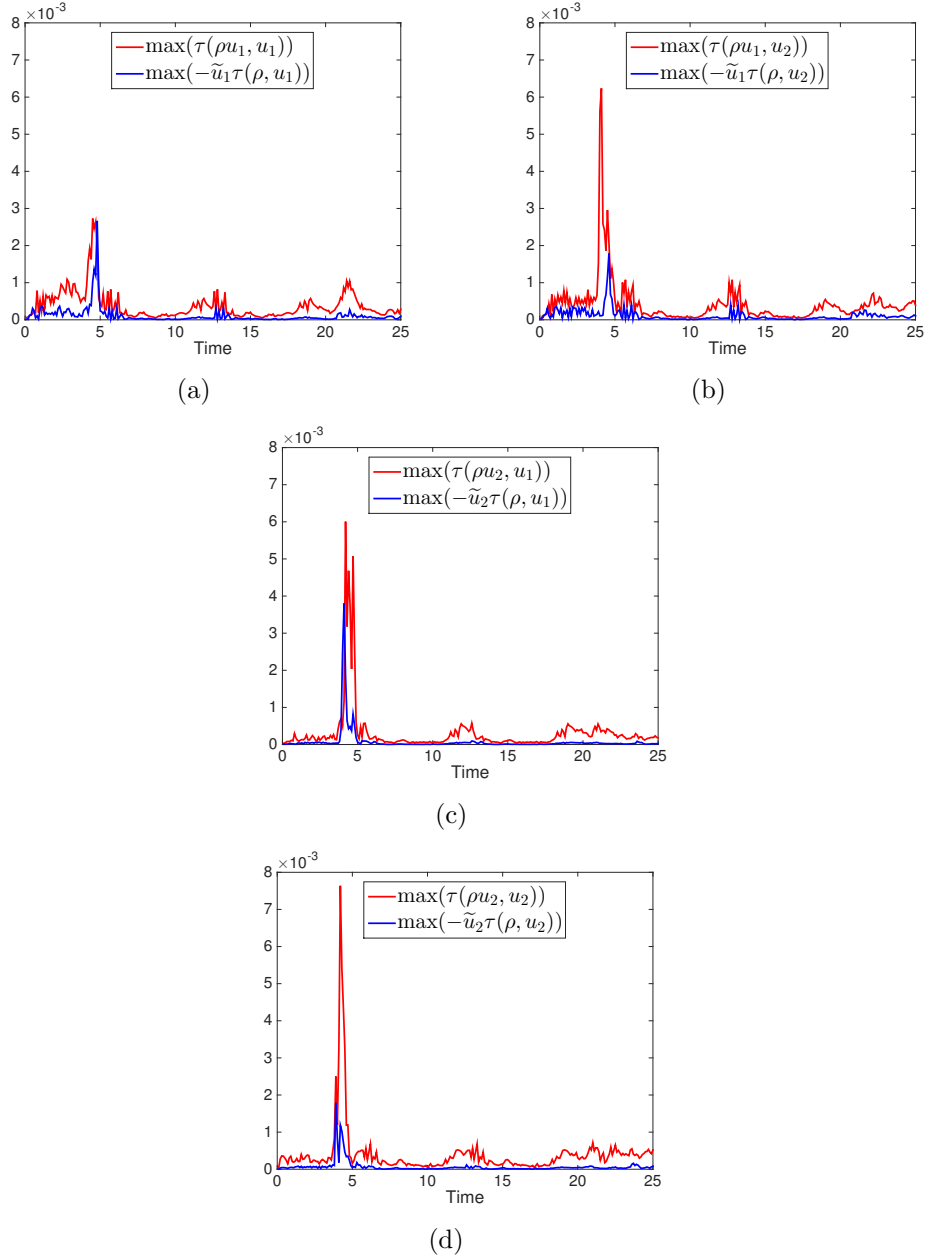 ×10⁻³ ×10⁻³
8 8
max(τ(ρu₁, u₁)) max(τ(ρu₁, u₂))
7 7
max(−ũ₁τ(ρ, u₁)) max(−ũ₁τ(ρ, u₂))
6 6
5 5
4 4
3 3
2 2
1 1
0 0
0 5 10 15 20 25 0 5 10 15 20 25
Time Time
(a) (b)
×10⁻³
8
max(τ(ρu₂, u₁))
7
max(−ũ₂τ(ρ, u₁))
6
5
4
3
2
1
0
0 5 10 15 20 25
Time
(c)
×10⁻³
8
max(τ(ρu₂, u₂))
7
max(−ũ₂τ(ρ, u₂))
6
5
4
3
2
1
0
0 5 10 15 20 25
Time
(d)